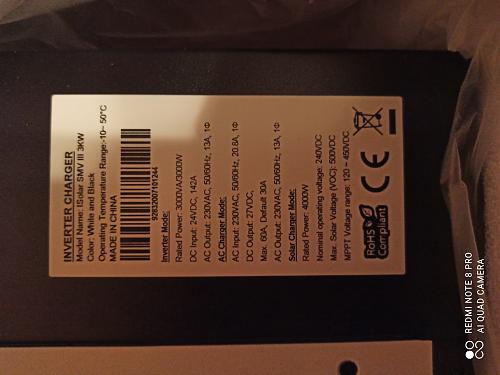 INVERTER CHARGER
Model Name: ISolar SMV III 3KW
Color: White and Black
Operating Temperature Range:-10~ 50°C
MADE IN CHINA
92832007101244
Inverter Mode:
Rated Power: 3000VA/3000W
DC Input: 24VDC, 142A
AC Output: 230VAC, 50/60Hz, 13A, 1Φ
AC Charger Mode:
AC Input: 230VAC, 50/60Hz, 20.8A, 1Φ
DC Output: 27VDC,
Max. 60A, Default 30A
AC Output: 230VAC, 50/60Hz, 13A, 1Φ
Solar Charger Mode:
Rated Power: 4000W
Nominal operating voltage: 240VDC
Max. Solar Voltage (VOC): 500VDC
MPPT Voltage range: 120 ~ 450VDC
RoHS
Compliant
CE
REDMI NOTE 8 PRO
AI QUAD CAMERA